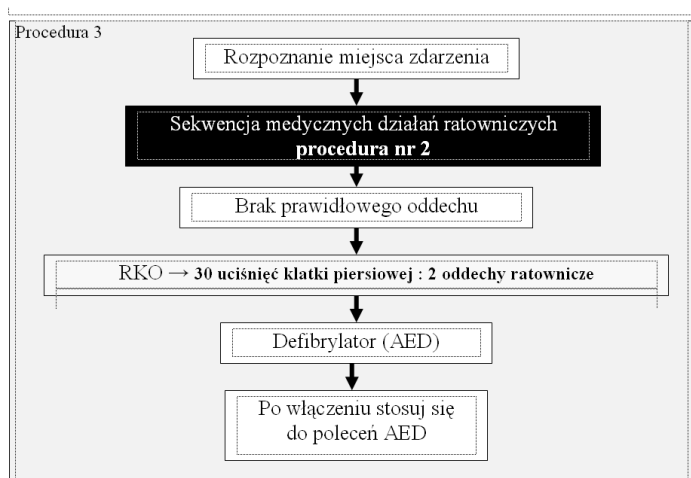 Procedura 3
Rozpoznanie miejsca zdarzenia
Sekwencja medycznych działań ratowniczych
procedura nr 2
Brak prawidłowego oddechu
RKO → 30 uciśnięć klatki piersiowej : 2 oddechy ratownicze
Defibrylator (AED)
Po włączeniu stosuj się
do poleceń AED